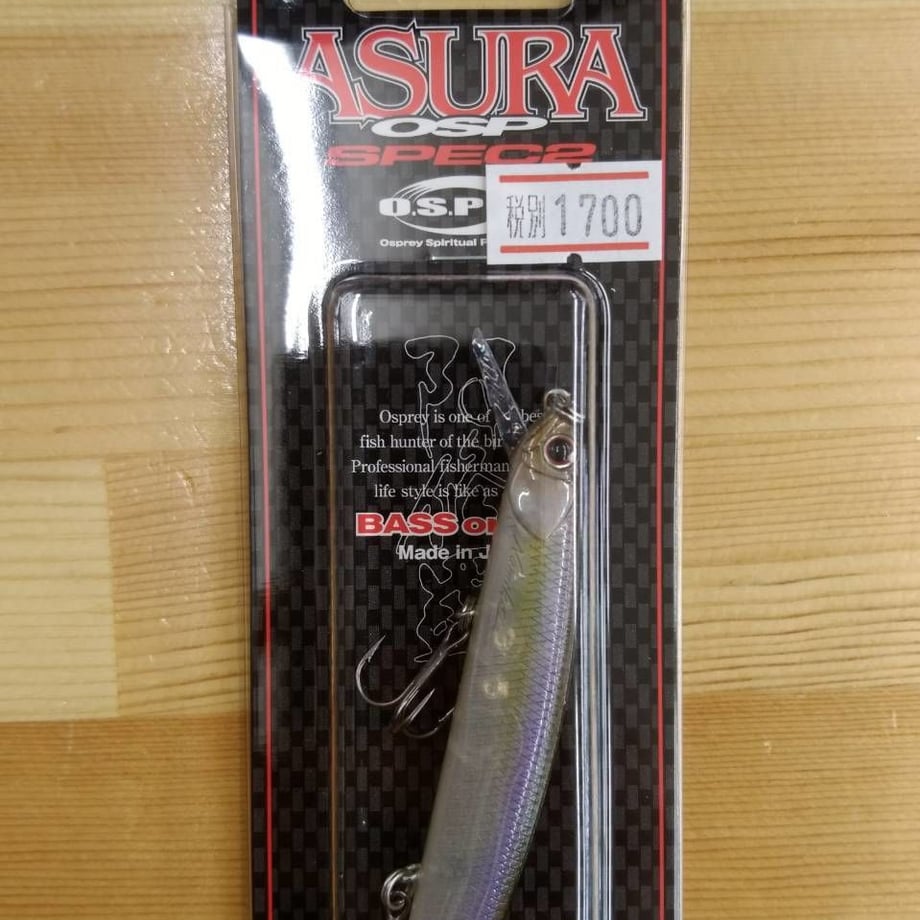 ASURA
OSP
SPEC2
税別1700
O.S.P
Osprey Spiritual
Osprey is one of
fish hunter of the
Professional fisherman
life style is like as
BASS
Made in